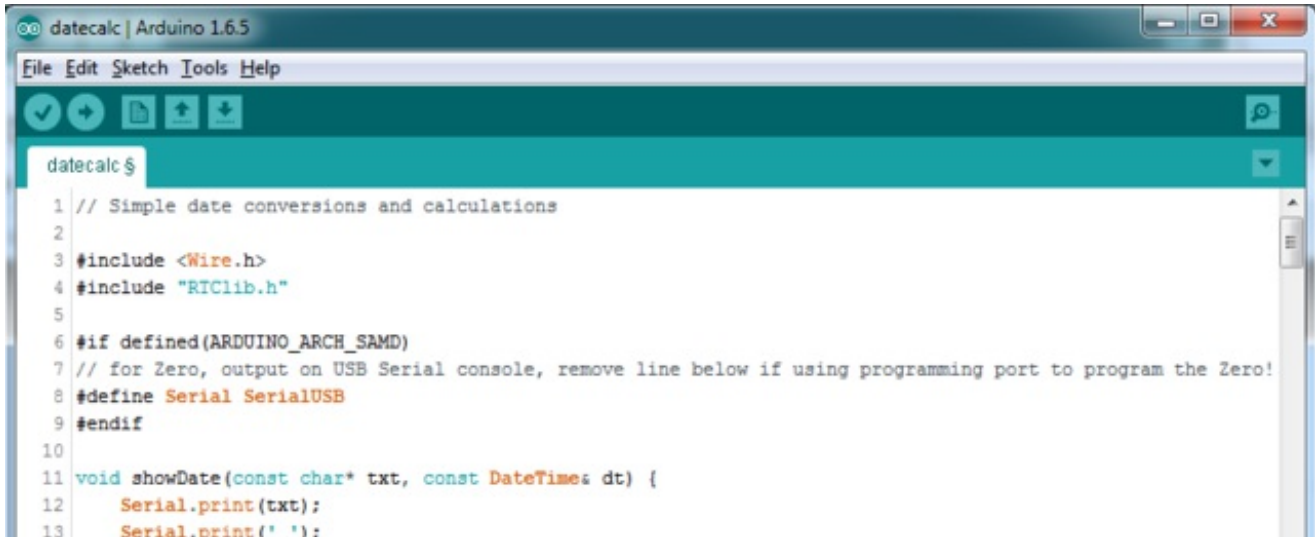 datecalc | Arduino 1.6.5
File Edit Sketch Tools Help
datecalc §
1 // Simple date conversions and calculations
2
3 #include <Wire.h>
4 #include "RTClib.h"
5
6 #if defined(ARDUINO_ARCH_SAMD)
7 // for Zero, output on USB Serial console, remove line below if using programming port to program the Zero!
8 #define Serial SerialUSB
9 #endif
10
11 void showDate(const char* txt, const DateTime& dt) {
12     Serial.print(txt);
13     Serial.print(' ');